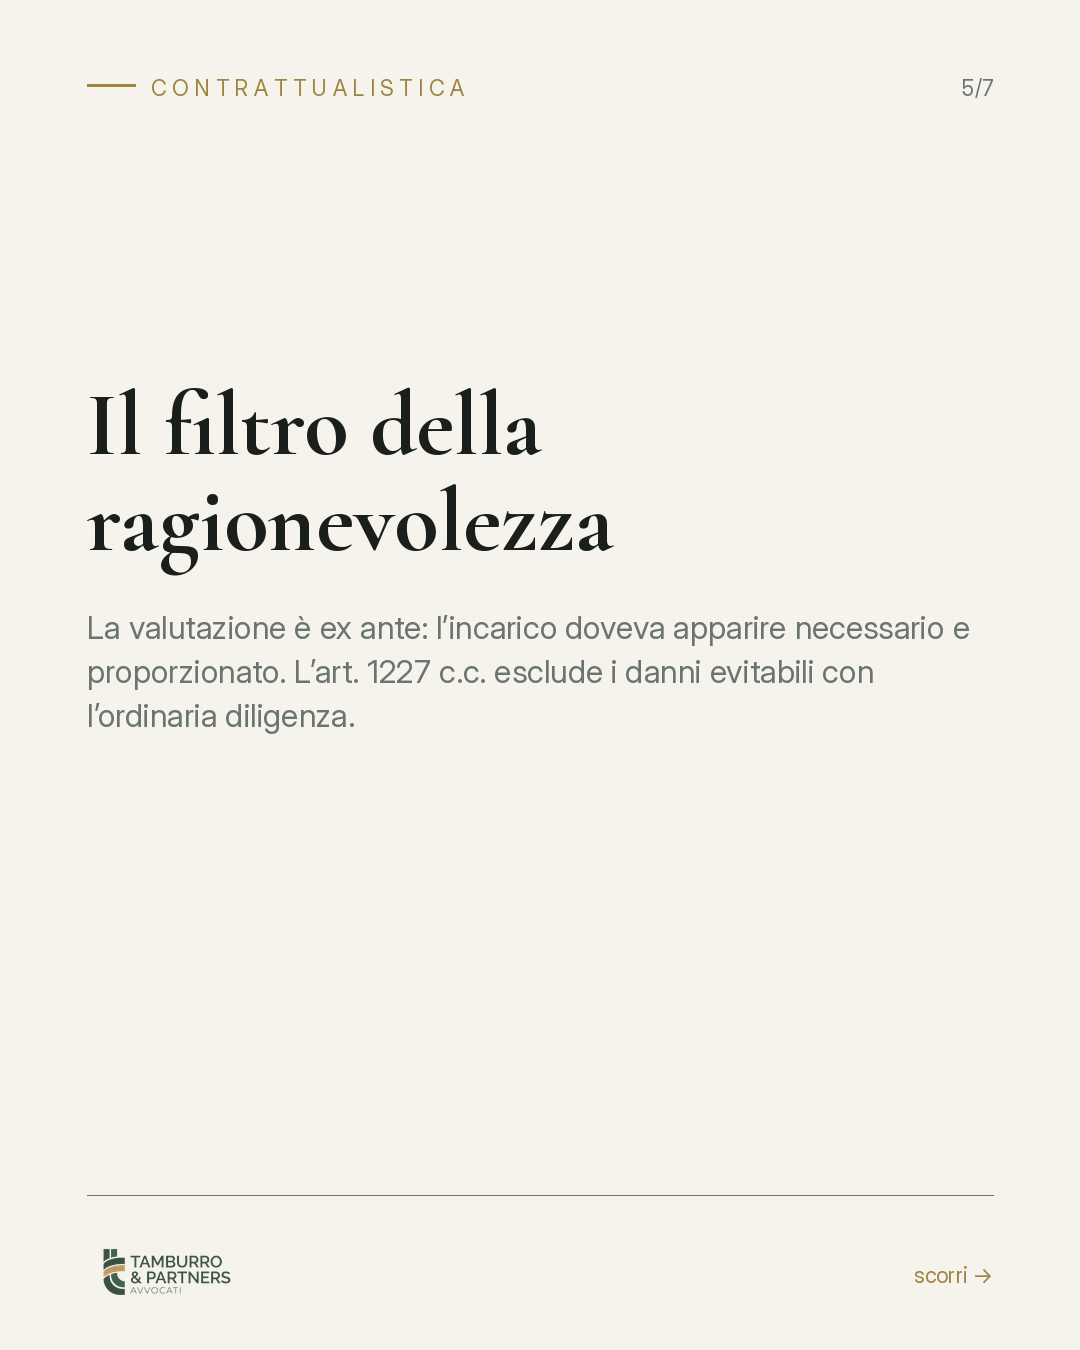 CONTRATTUALISTICA
5/7
Il filtro della
ragionevolezza
La valutazione è ex ante: l’incarico doveva apparire necessario e
proporzionato. L’art. 1227 c.c. esclude i danni evitabili con
l’ordinaria diligenza.
TAMBURRO
& PARTNERS
AVVOCATI
scorri →